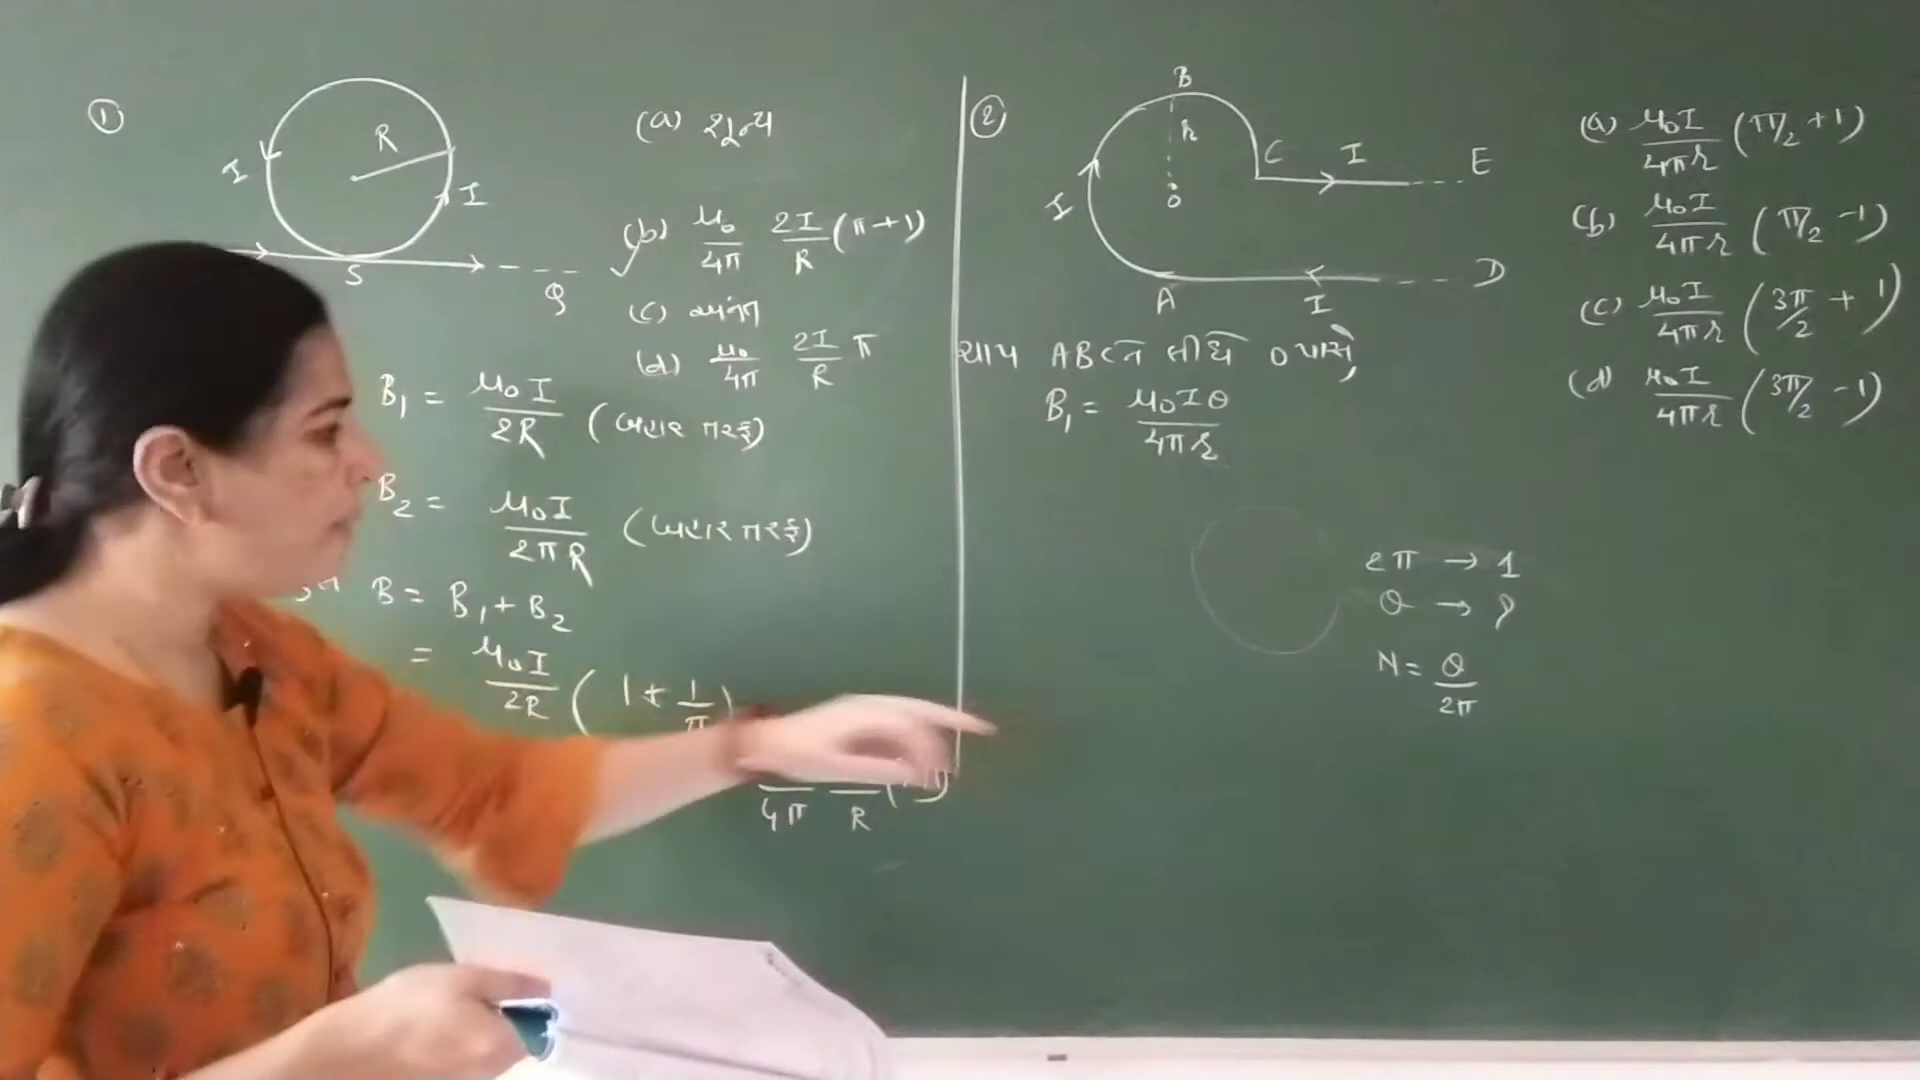 ①
R
I
I
S
Q
(a) શૂન્ય
(b) μ₀/4π 2I/R (π+1)
(c) અનંત
(d) μ₀/4π 2I/R π
B₁ = μ₀I/2R (બહાર તરફ)
B₂ = μ₀I/2πR (બહાર તરફ)
B = B₁ + B₂
= μ₀I/2R (1 + 1/π)
4π R
②
B
r
O
C I E
I
A I D
(a) μ₀I/4πr (π/2 + 1)
(b) μ₀I/4πr (π/2 - 1)
(c) μ₀I/4πr (3π/2 + 1)
(d) μ₀I/4πr (3π/2 - 1)
ચાપ ABC ને લીધે O પાસે,
B₁ = μ₀Iθ/4πr
2π → 1
θ → ?
N = θ/2π